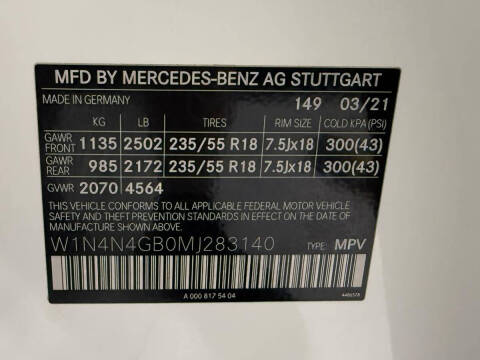 MFD BY MERCEDES-BENZ AG STUTTGART
MADE IN GERMANY 149 03/21
KG LB TIRES RIM SIZE COLD KPA (PSI)
GAWR FRONT 1135 2502 235/55 R18 7.5Jx18 300(43)
GAWR REAR 985 2172 235/55 R18 7.5Jx18 300(43)
GVWR 2070 4564
THIS VEHICLE CONFORMS TO ALL APPLICABLE FEDERAL MOTOR VEHICLE
SAFETY AND THEFT PREVENTION STANDARDS IN EFFECT ON THE DATE
OF MANUFACTURE SHOWN ABOVE.
W1N4N4GB0MJ283140 TYPE: MPV
A 000 817 54 04